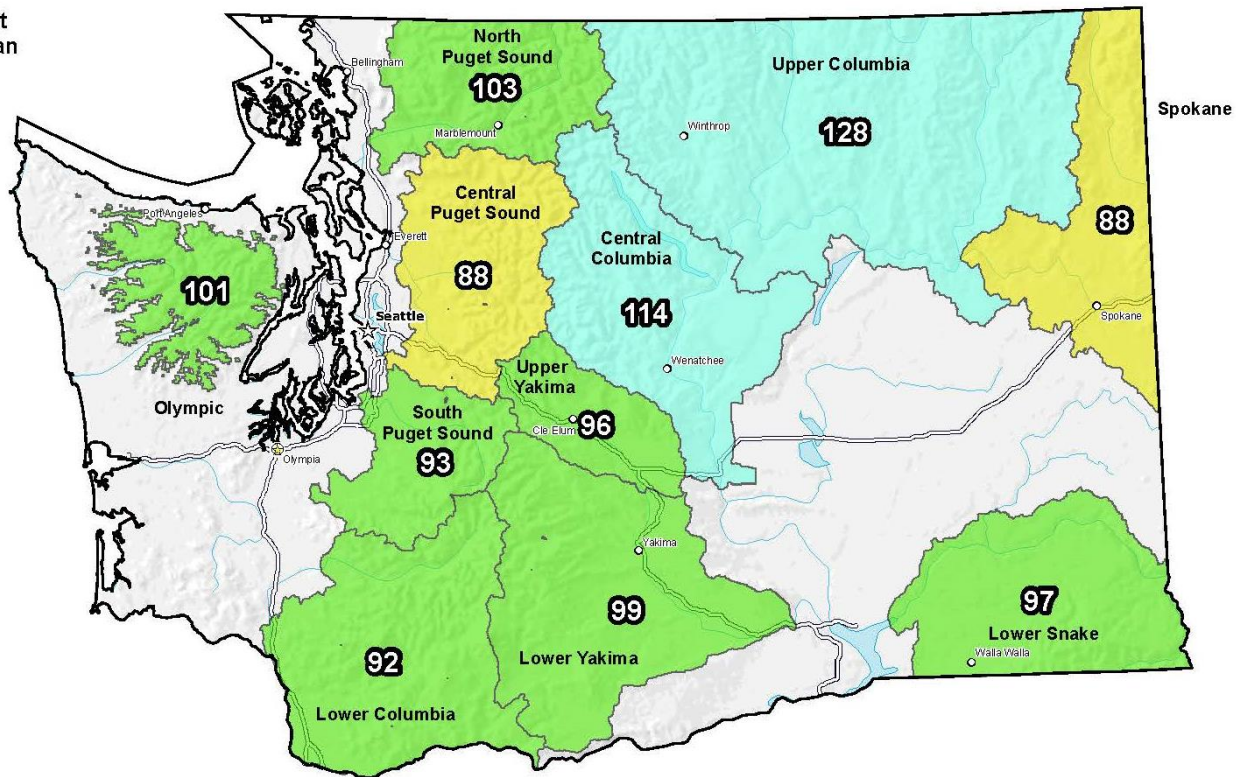 t
an
North
Puget Sound
103
Bellingham
Marblemount
Upper Columbia
128
Winthrop
Spokane
88
Spokane
Central
Puget Sound
88
Everett
Central
Columbia
114
Wenatchee
Port Angeles
101
Olympic
Seattle
Upper
Yakima
96
Cle Elum
South
Puget Sound
93
Olympia
Yakima
99
Lower Yakima
92
Lower Columbia
97
Lower Snake
Walla Walla